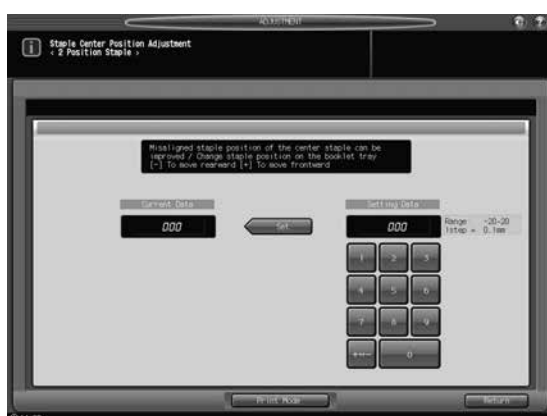 ADJUSTMENT
Staple Center Position Adjustment
< 2 Position Staple >
Misaligned staple position of the center staple can be
improved / Change staple position on the booklet tray
[-] To move rearward [+] To move frontward
Current Data
Setting Data
000
Set
000
Range -20-20
1step = 0.1mm
1 2 3
4 5 6
7 8 9
0
Print Mode
Return